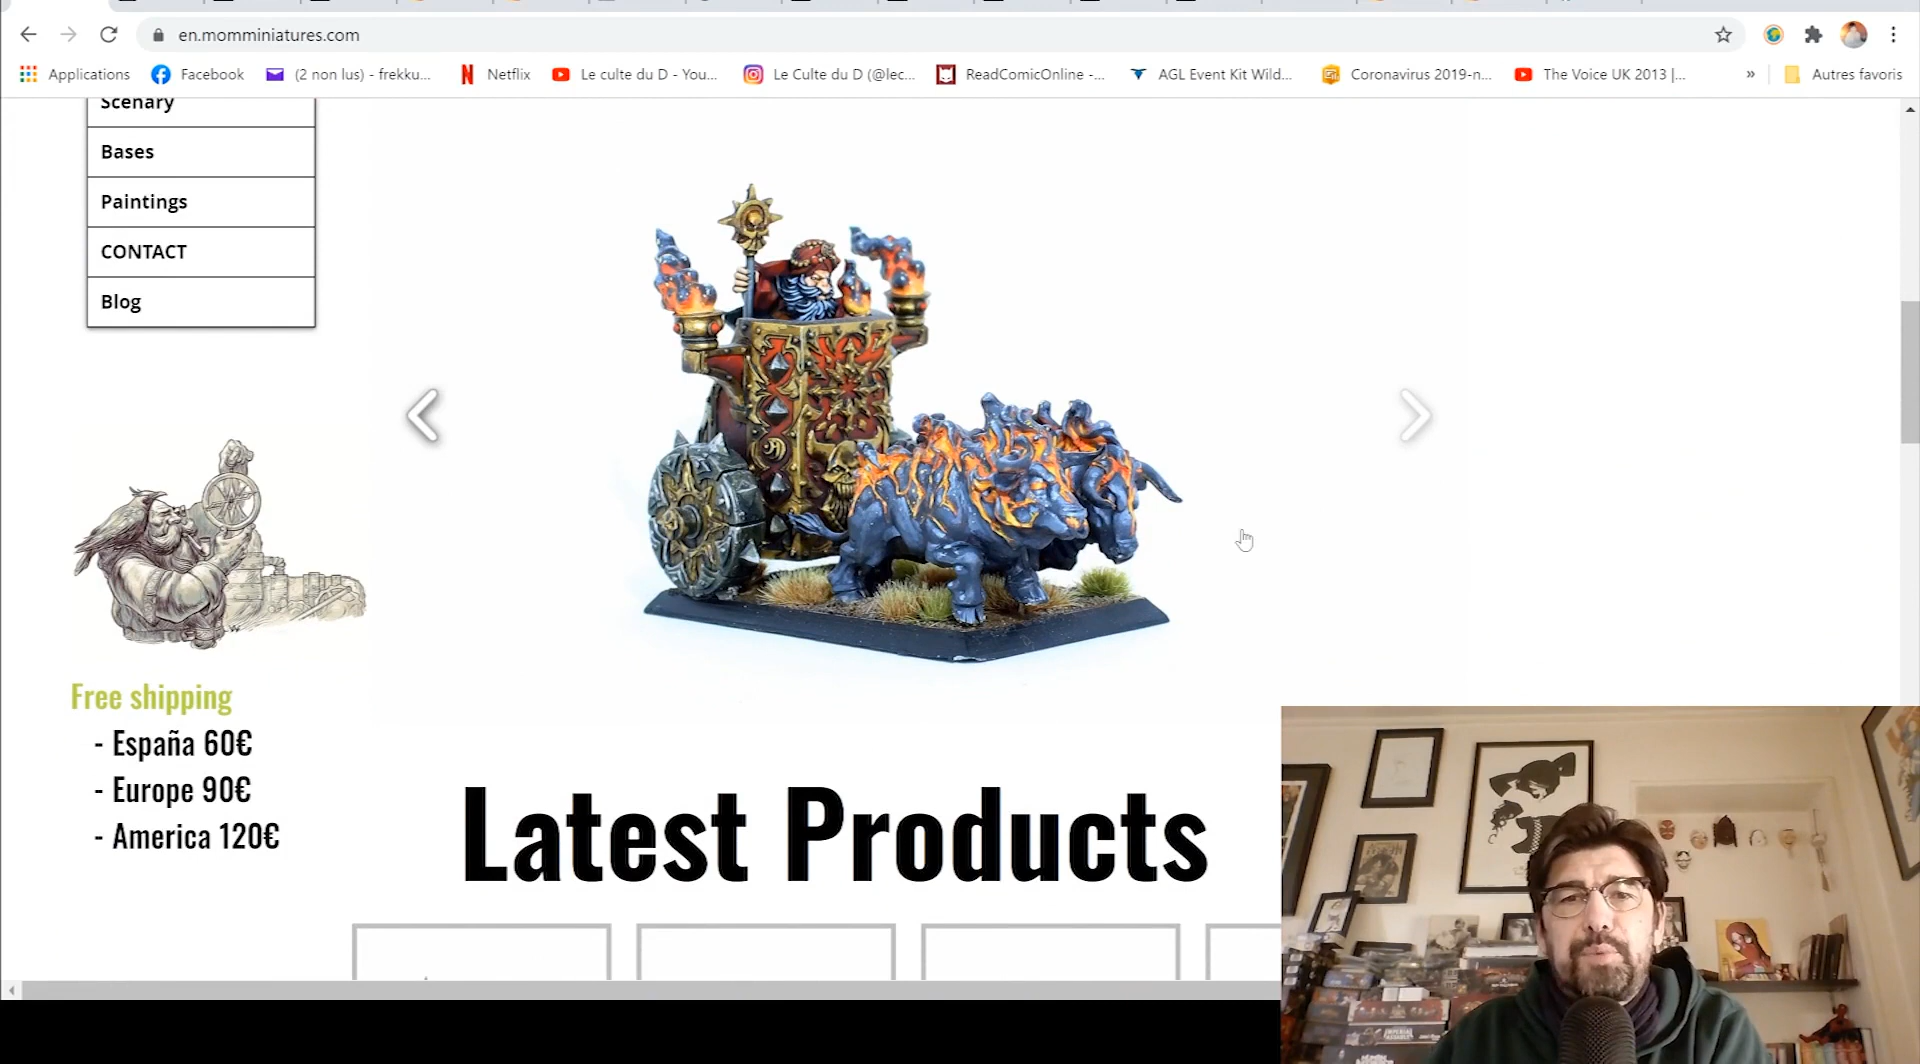 en.momminiatures.com
Applications
Facebook
(2 non lus) - frekku...
Netflix
Le culte du D - You...
Le Culte du D (@lec...
ReadComicOnline -...
AGL Event Kit Wild...
Coronavirus 2019-n...
The Voice UK 2013 |...
»
Autres favoris
Scenary
Bases
Paintings
CONTACT
Blog
Free shipping
- España 60€
- Europe 90€
- America 120€
Latest Products